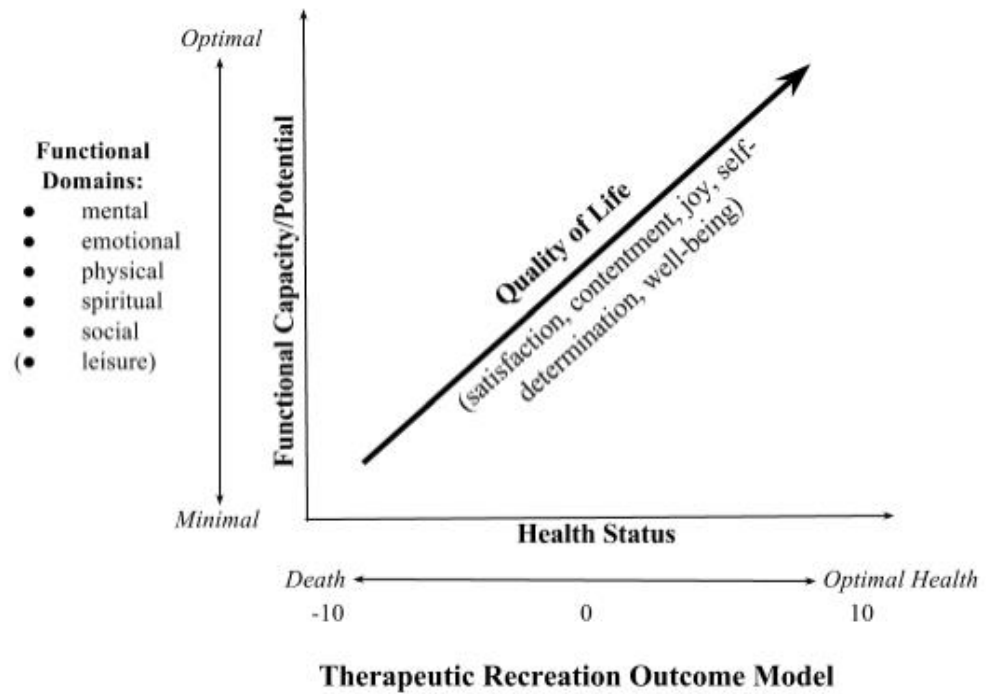 Optimal
Functional
Domains:
● mental
● emotional
● physical
● spiritual
● social
(● leisure)
Minimal
Functional Capacity/Potential
Quality of Life
(satisfaction, contentment, joy, self-
determination, well-being)
Health Status
Death
Optimal Health
-10 0 10
Therapeutic Recreation Outcome Model